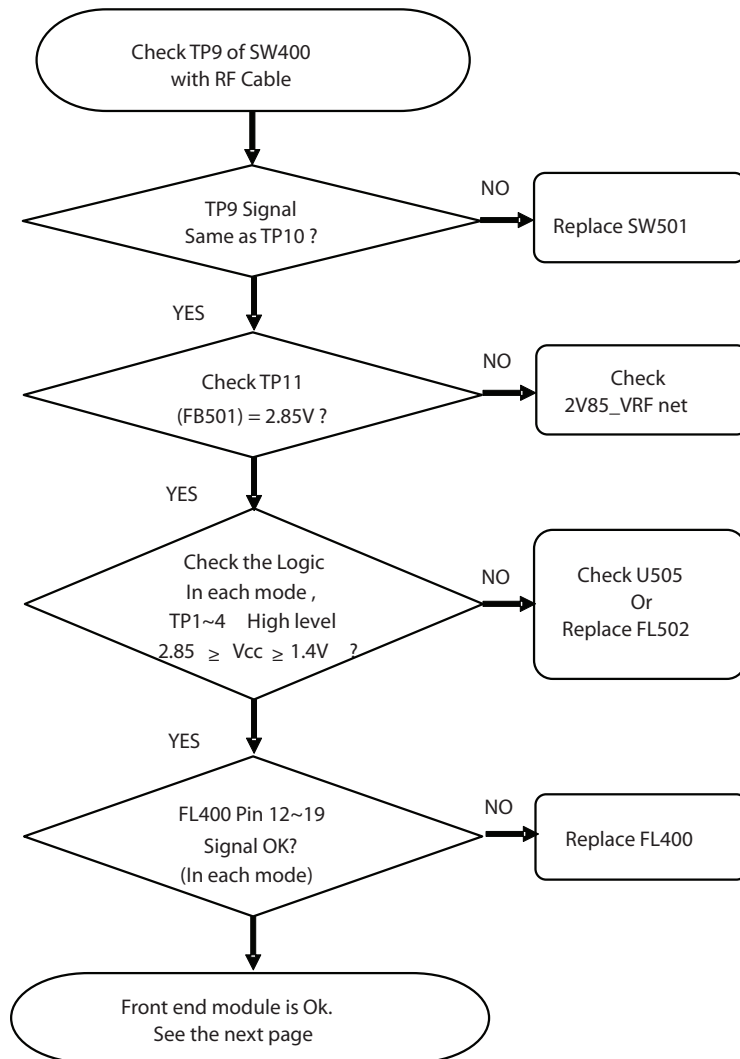 Check TP9 of SW400
with RF Cable
TP9 Signal
Same as TP10 ?
NO
Replace SW501
YES
Check TP11
(FB501) = 2.85V ?
NO
Check
2V85_VRF net
YES
Check the Logic
In each mode ,
TP1~4 High level
2.85 ≥ Vcc ≥ 1.4V ?
NO
Check U505
Or
Replace FL502
YES
FL400 Pin 12~19
Signal OK?
(In each mode)
NO
Replace FL400
Front end module is Ok.
See the next page